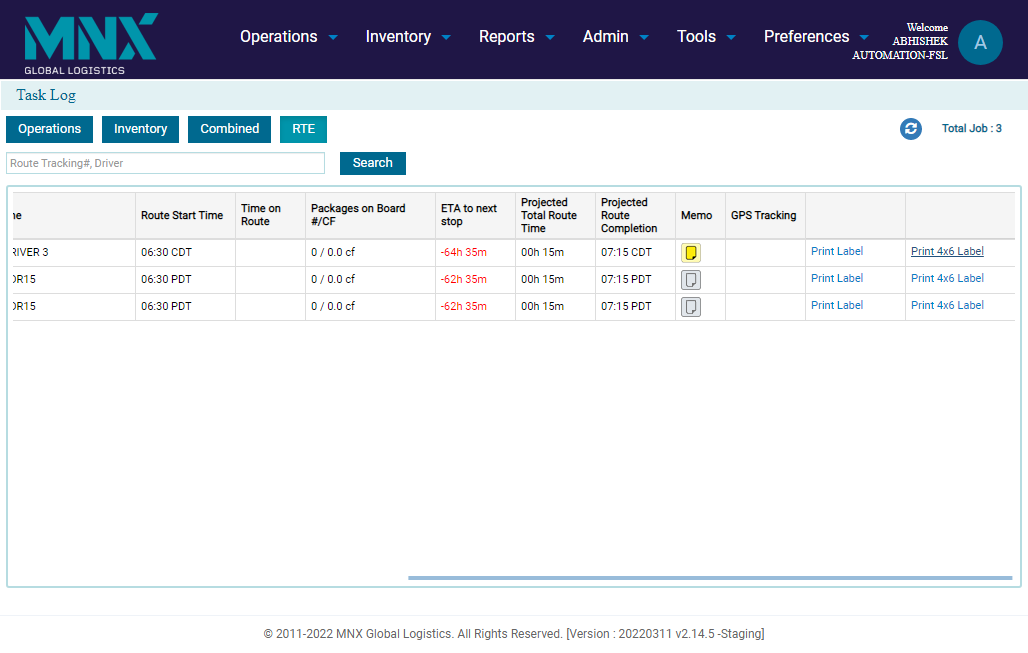 MNX
GLOBAL LOGISTICS
Operations Inventory Reports Admin Tools Preferences
Welcome
ABHISHEK
AUTOMATION-FSL
A
Task Log
Operations Inventory Combined RTE
Total Job : 3
Route Tracking#, Driver Search
Route Start Time Time on Route Packages on Board #/CF ETA to next stop Projected Total Route Time Projected Route Completion Memo GPS Tracking
RIVER 3 06:30 CDT 0 / 0.0 cf -64h 35m 00h 15m 07:15 CDT Print Label Print 4x6 Label
DR15 06:30 PDT 0 / 0.0 cf -62h 35m 00h 15m 07:15 PDT Print Label Print 4x6 Label
DR15 06:30 PDT 0 / 0.0 cf -62h 35m 00h 15m 07:15 PDT Print Label Print 4x6 Label
© 2011-2022 MNX Global Logistics. All Rights Reserved. [Version : 20220311 v2.14.5 -Staging]